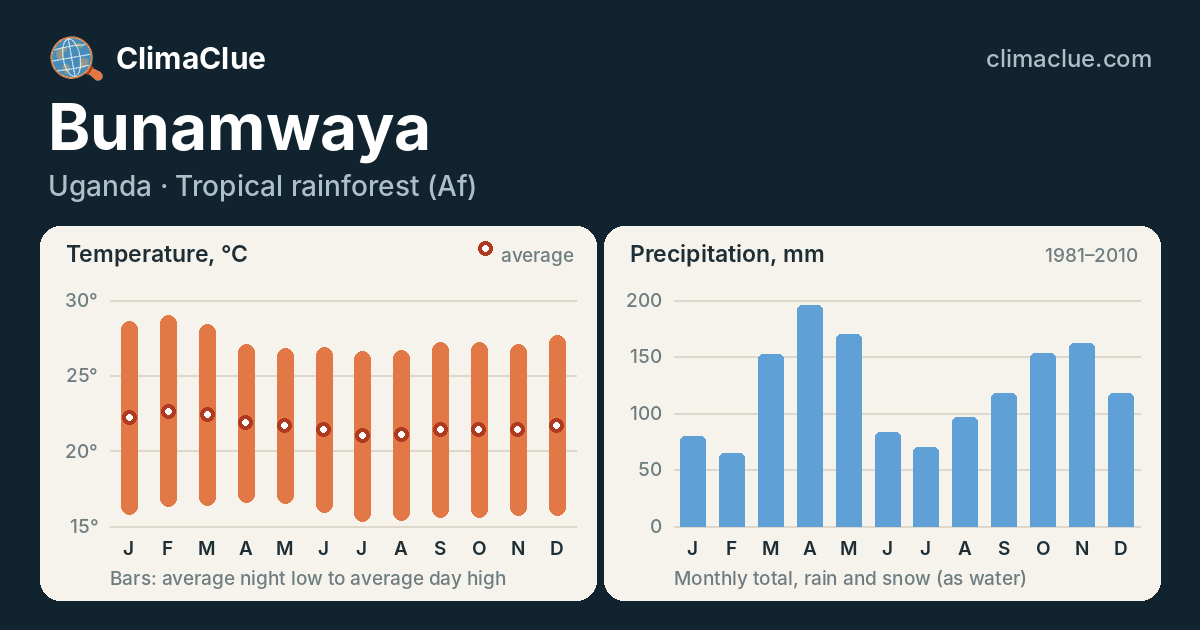 ClimaClue
climaclue.com
Bunamwaya
Uganda · Tropical rainforest (Af)
Temperature, °C
average
30°
25°
20°
15°
J F M A M J J A S O N D
Bars: average night low to average day high
Precipitation, mm
1981–2010
200
150
100
50
0
J F M A M J J A S O N D
Monthly total, rain and snow (as water)